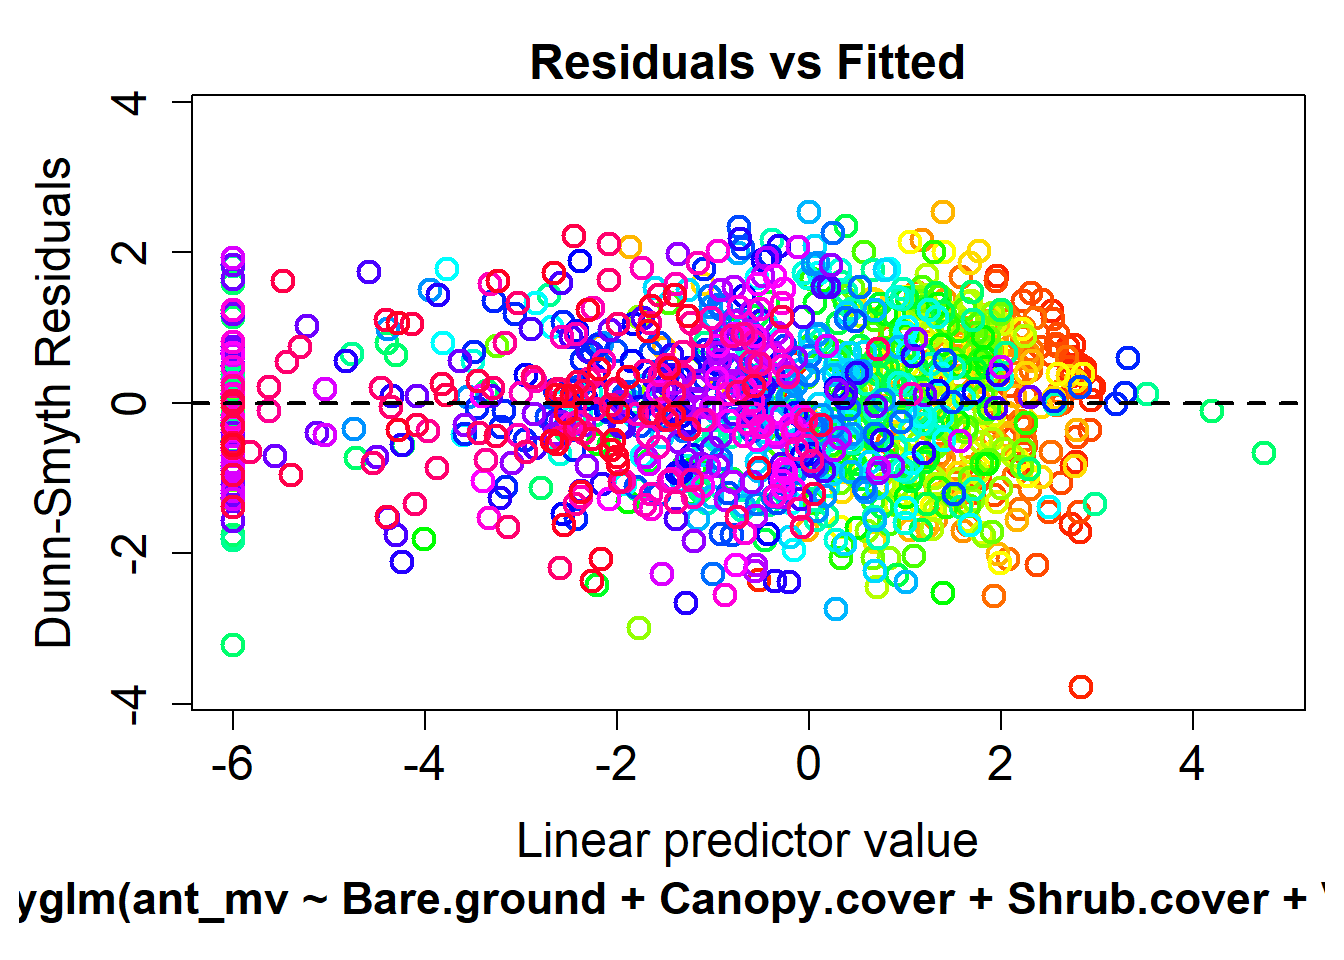 Residuals vs Fitted
Dunn-Smyth Residuals
4
2
0
-2
-4
-6 -4 -2 0 2 4
Linear predictor value
yglm(ant_mv ~ Bare.ground + Canopy.cover + Shrub.cover +